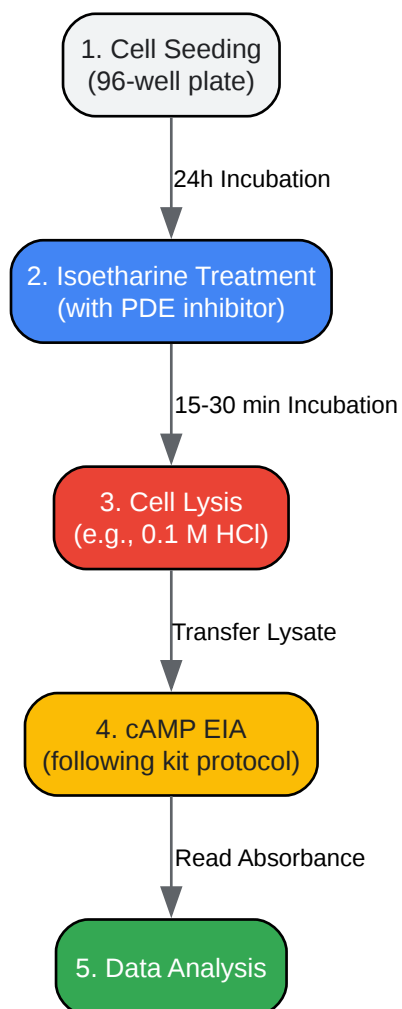 1. Cell Seeding
(96-well plate)
24h Incubation
2. Isoetharine Treatment
(with PDE inhibitor)
15-30 min Incubation
3. Cell Lysis
(e.g., 0.1 M HCl)
Transfer Lysate
4. cAMP EIA
(following kit protocol)
Read Absorbance
5. Data Analysis